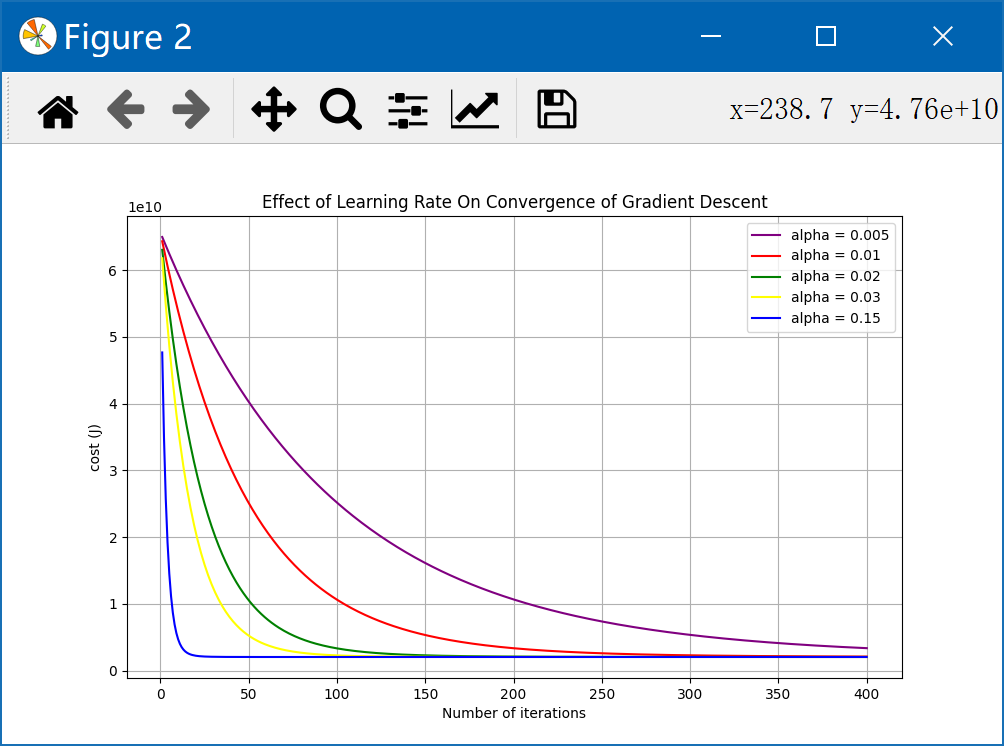 Figure 2
x=238.7 y=4.76e+10
Effect of Learning Rate On Convergence of Gradient Descent
1e10
alpha = 0.005
alpha = 0.01
alpha = 0.02
alpha = 0.03
alpha = 0.15
6
5
4
3
2
1
0
cost (J)
0 50 100 150 200 250 300 350 400
Number of iterations